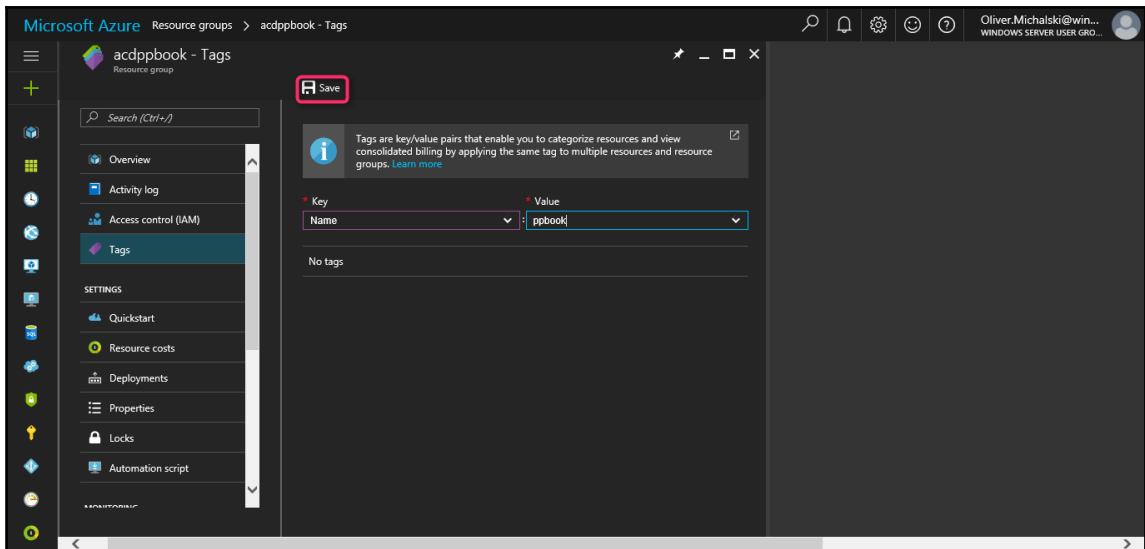 Microsoft Azure Resource groups > acdppbook - Tags
Oliver.Michalski@win...
WINDOWS SERVER USER GRO...
acdppbook - Tags
Resource group
Save
Search (Ctrl+/)
Overview
Activity log
Access control (IAM)
Tags
SETTINGS
Quickstart
Resource costs
Deployments
Properties
Locks
Automation script
MONITORING
Tags are key/value pairs that enable you to categorize resources and view
consolidated billing by applying the same tag to multiple resources and resource
groups. Learn more
* Key
* Value
Name
:
ppbook
No tags
SQL